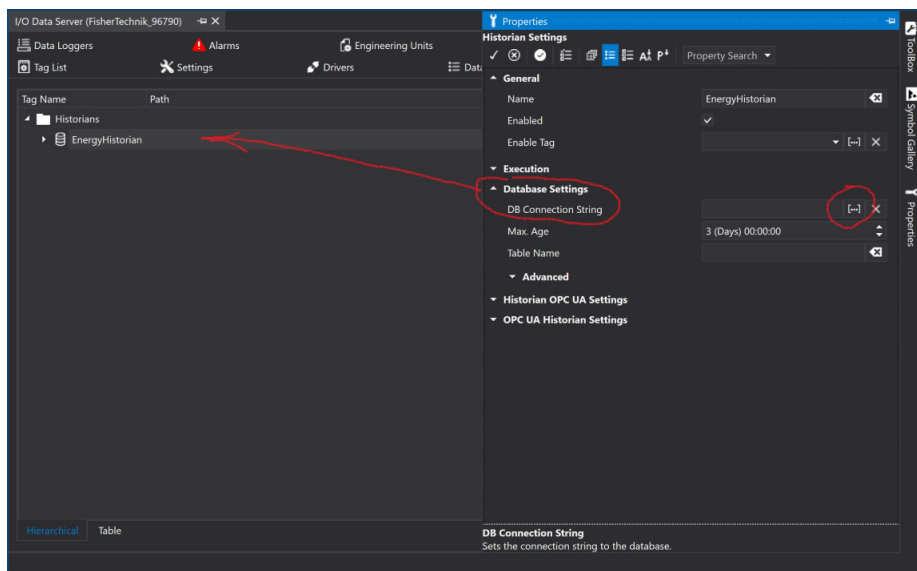 I/O Data Server (FisherTechnik_96790)
Data Loggers
Alarms
Engineering Units
Tag List
Settings
Drivers
Data
Tag Name
Path
Historians
EnergyHistorian
Hierarchical
Table
Properties
Historian Settings
Property Search
General
Name
EnergyHistorian
Enabled
Enable Tag
Execution
Database Settings
DB Connection String
Max. Age
3 (Days) 00:00:00
Table Name
Advanced
Historian OPC UA Settings
OPC UA Historian Settings
DB Connection String
Sets the connection string to the database.
ToolBox
Symbol Gallery
Properties